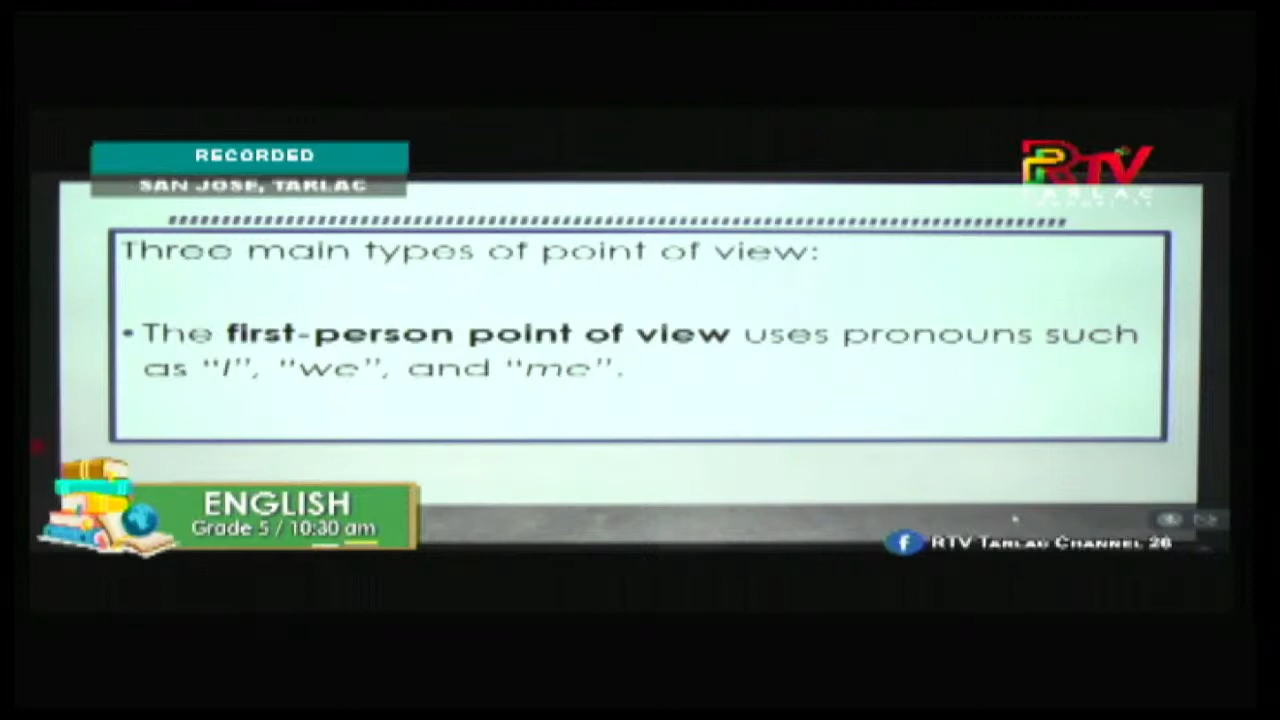 RECORDED
SAN JOSE, TARLAC
RTV
TARLAC
Three main types of point of view:
• The first-person point of view uses pronouns such
as “I”, “we”, and “me”.
ENGLISH
Grade 5 / 10:30 am
RTV TARLAC CHANNEL 26